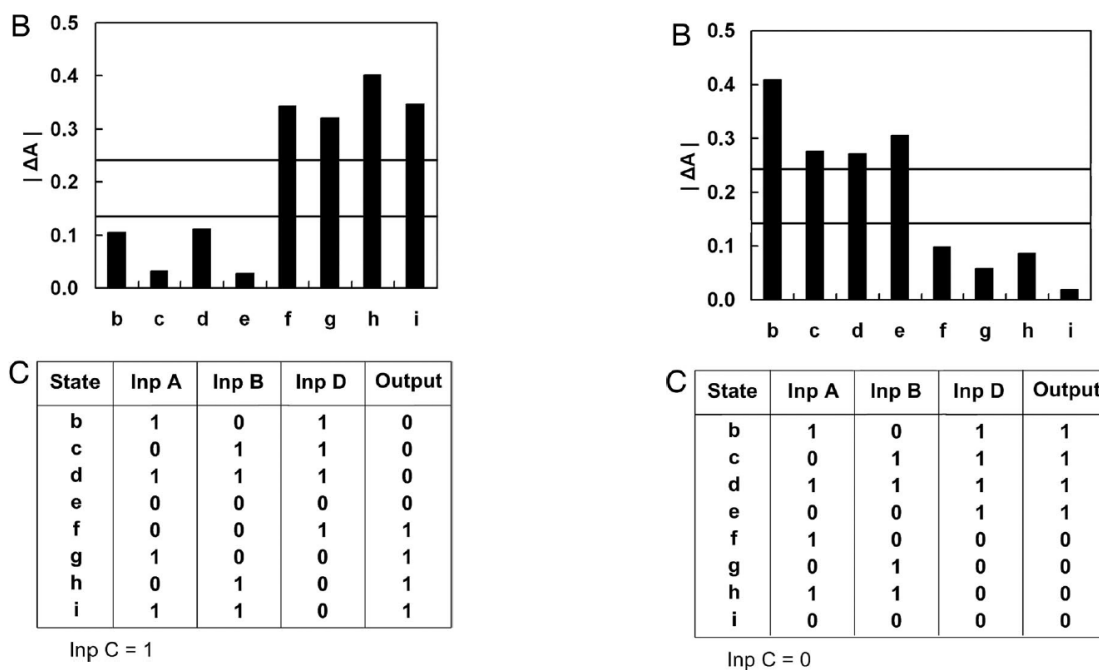 B
0.5
0.4
0.3
0.2
0.1
0.0
| ΔA |
b c d e f g h i
C
State Inp A Inp B Inp D Output
b 1 0 1 0
c 0 1 1 0
d 1 1 1 0
e 0 0 0 0
f 0 0 1 1
g 1 0 0 1
h 0 1 0 1
i 1 1 0 1
Inp C = 1
B
0.5
0.4
0.3
0.2
0.1
0.0
| ΔA |
b c d e f g h i
C
State Inp A Inp B Inp D Output
b 1 0 1 1
c 0 1 1 1
d 1 1 1 1
e 0 0 1 1
f 1 0 0 0
g 0 1 0 0
h 1 1 0 0
i 0 0 0 0
Inp C = 0